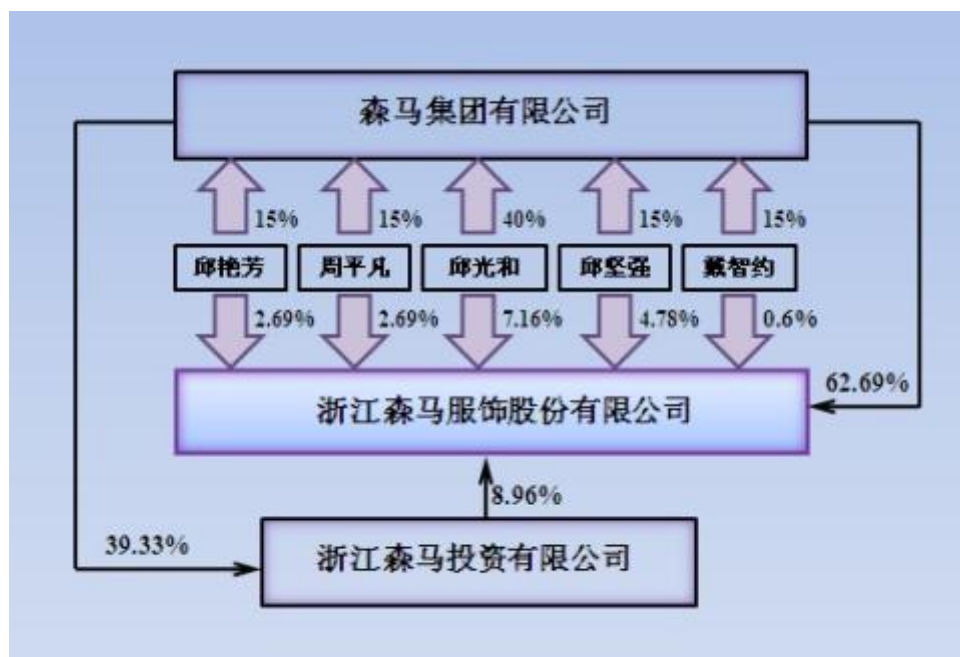 森马集团有限公司
15%
15%
40%
15%
15%
邱艳芳
周平凡
邱光和
邱坚强
戴智约
2.69%
2.69%
7.16%
4.78%
0.6%
62.69%
浙江森马服饰股份有限公司
8.96%
39.33%
浙江森马投资有限公司